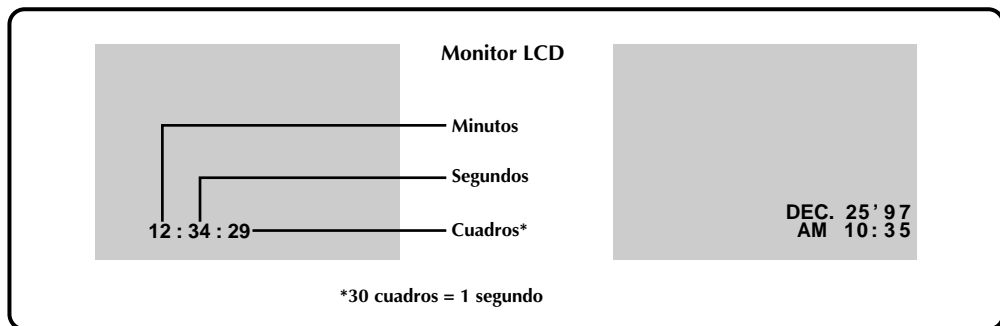 Monitor LCD
Minutos
Segundos
12 : 34 : 29
Cuadros*
DEC. 25’ 97
AM 10: 35
*30 cuadros = 1 segundo